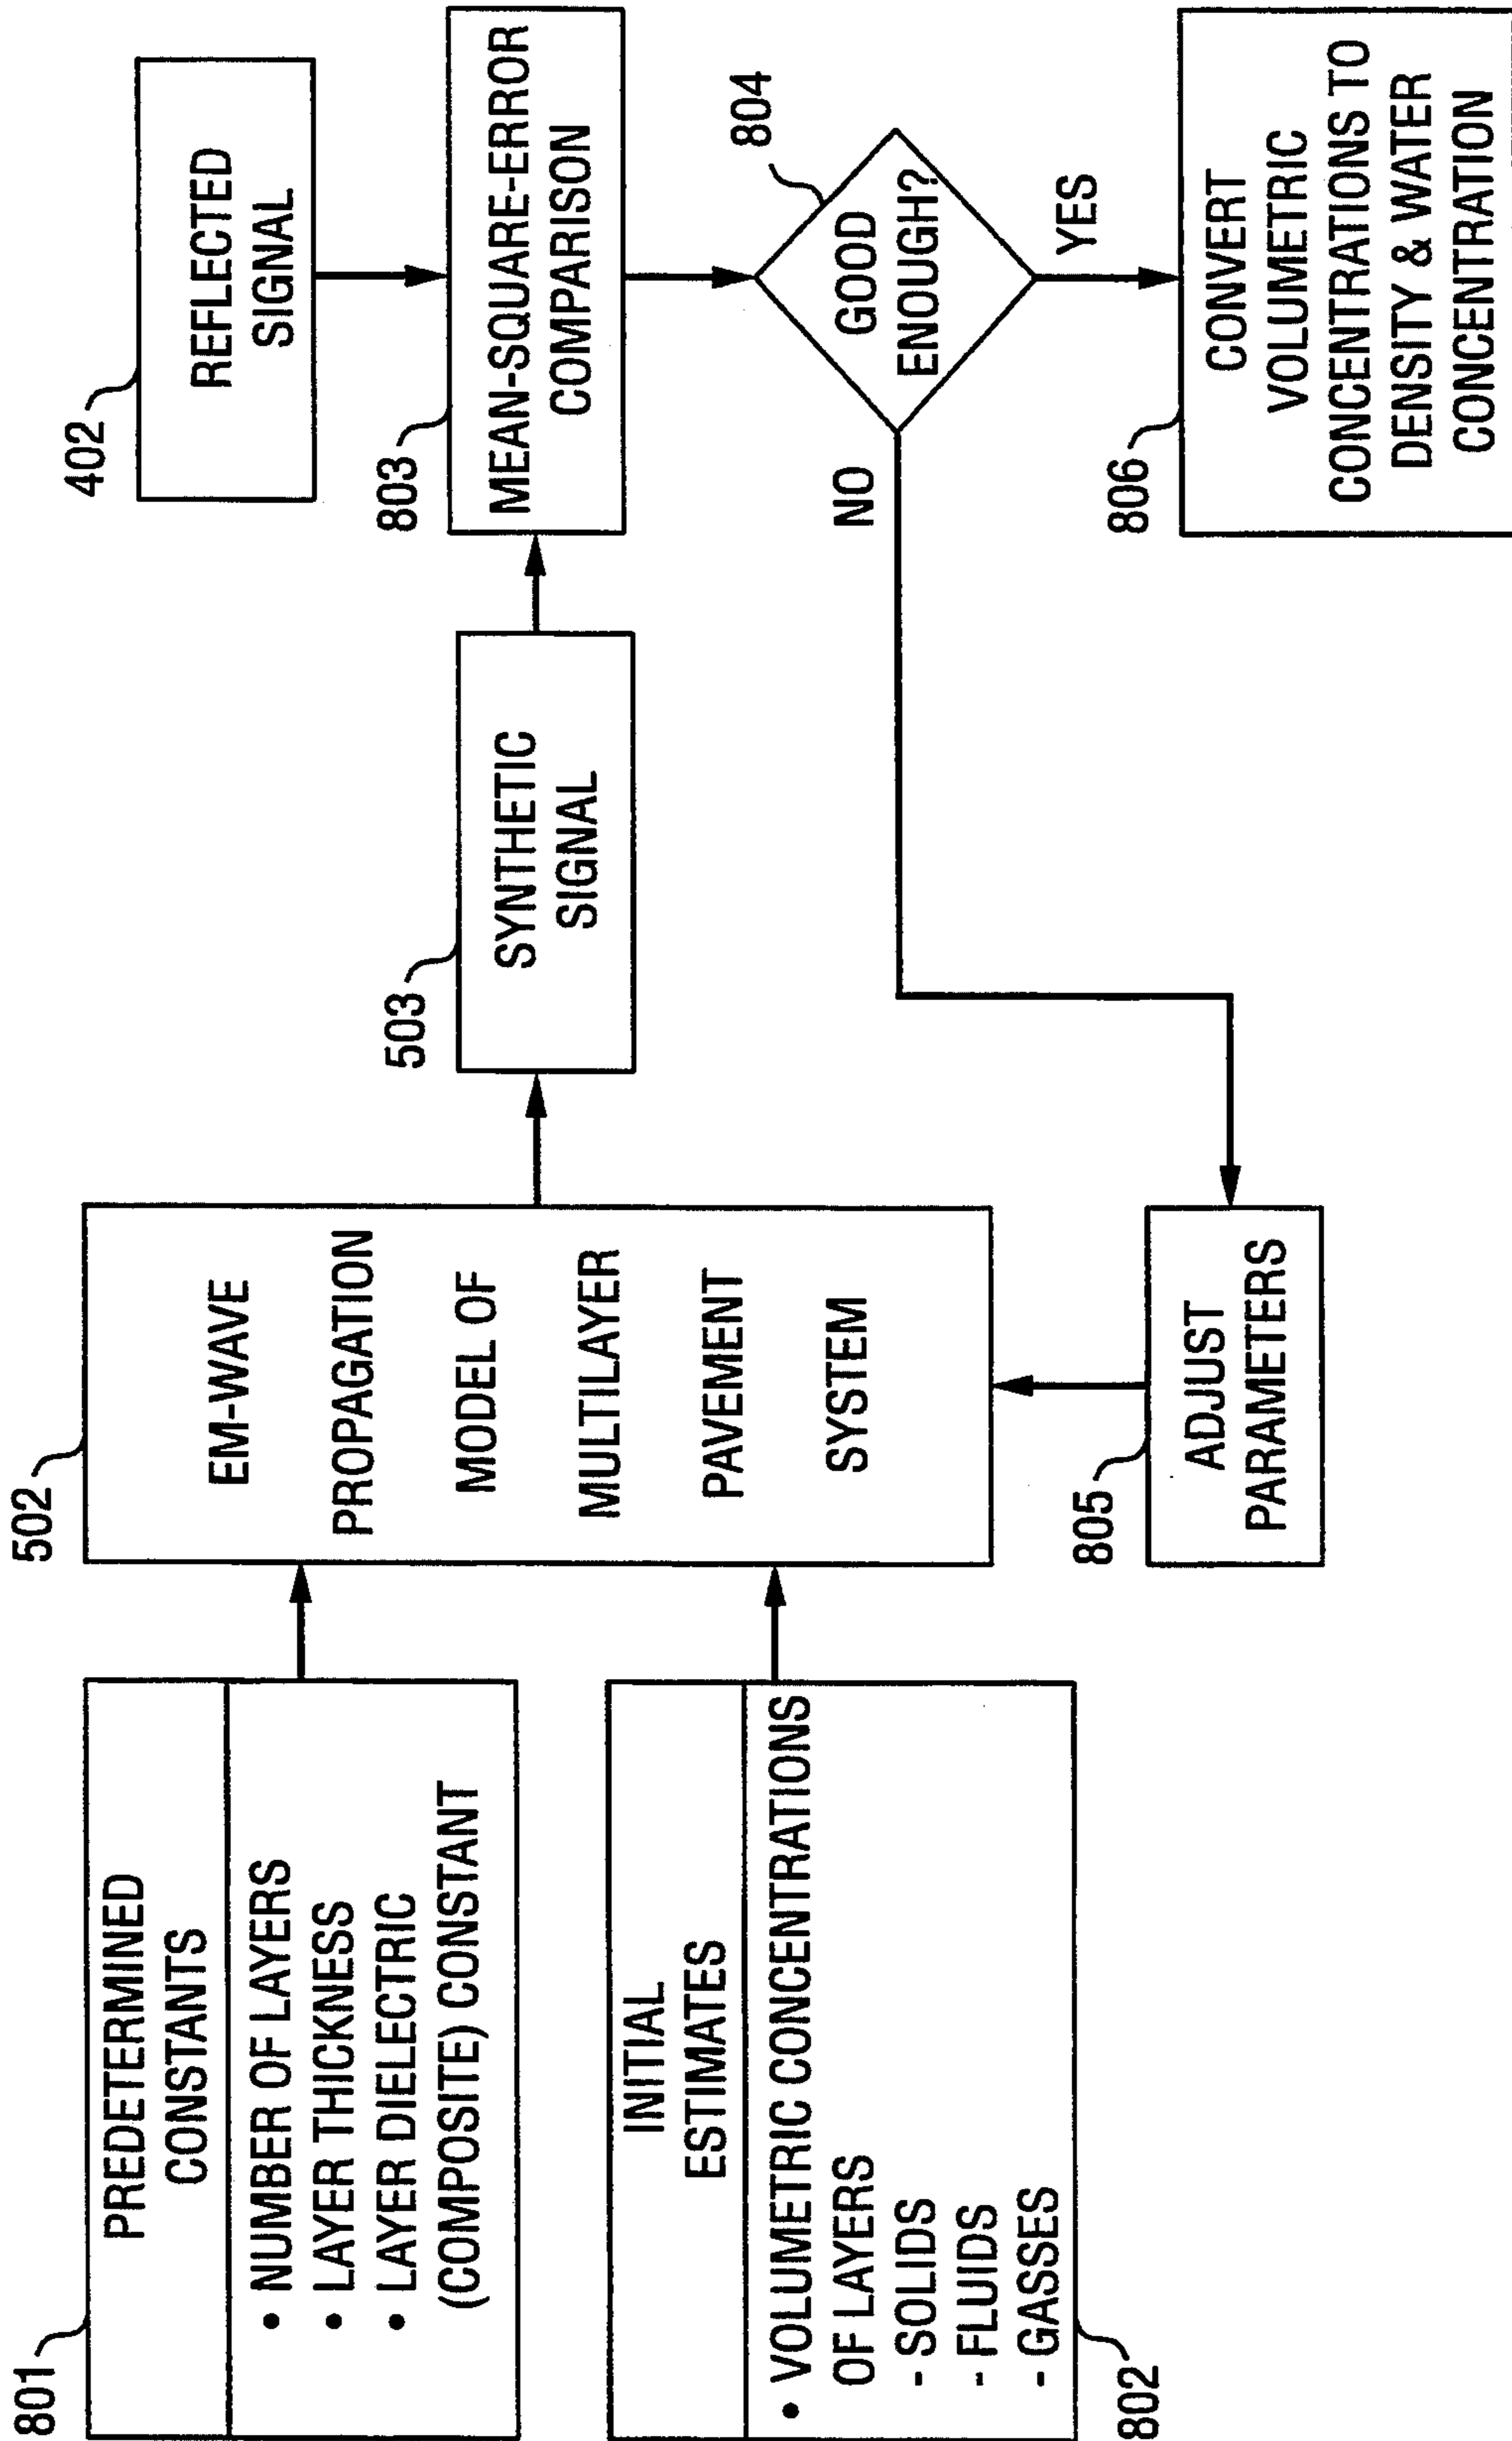 801
PREDETERMINED
CONSTANTS
• NUMBER OF LAYERS
• LAYER THICKNESS
• LAYER DIELECTRIC
(COMPOSITE) CONSTANT
INITIAL
ESTIMATES
• VOLUMETRIC CONCENTRATIONS
OF LAYERS
- SOLIDS
- FLUIDS
- GASSES
802
502
EM-WAVE
PROPAGATION
MODEL OF
MULTILAYER
PAVEMENT
SYSTEM
805
ADJUST
PARAMETERS
503
SYNTHETIC
SIGNAL
402
REFLECTED
SIGNAL
803
MEAN-SQUARE-ERROR
COMPARISON
804
GOOD
ENOUGH?
NO
YES
806
CONVERT
VOLUMETRIC
CONCENTRATIONS TO
DENSITY & WATER
CONCENTRATION